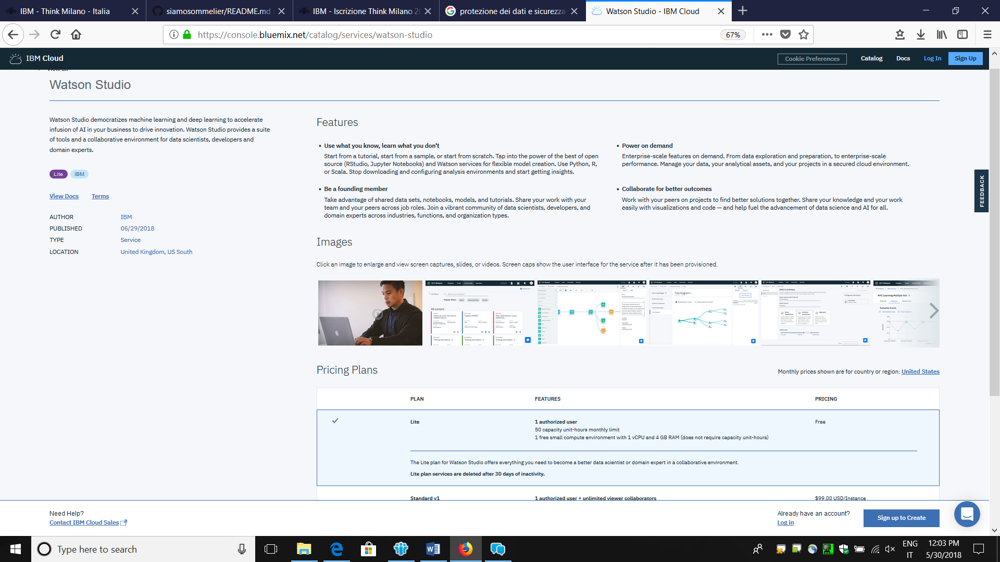 IBM - Think Milano - Italia
siamosommelier/README.md
IBM - Iscrizione Think Milano 20
protezione dei dati e sicurezza
Watson Studio - IBM Cloud
https://console.bluemix.net/catalog/services/watson-studio
67%
IBM Cloud
Cookie Preferences
Catalog
Docs
Log In
Sign Up
View all
Watson Studio
Watson Studio democratizes machine learning and deep learning to accelerate
infusion of AI in your business to drive innovation. Watson Studio provides a suite
of tools and a collaborative environment for data scientists, developers and
domain experts.
Lite
IBM
View Docs
Terms
AUTHOR IBM
PUBLISHED 05/29/2018
TYPE Service
LOCATION United Kingdom, US South
Features
• Use what you know, learn what you don't
Start from a tutorial, start from a sample, or start from scratch. Tap into the power of the best of open
source (RStudio, Jupyter Notebooks) and Watson services for flexible model creation. Use Python, R,
or Scala. Stop downloading and configuring analysis environments and start getting insights.
• Power on demand
Enterprise-scale features on demand. From data exploration and preparation, to enterprise-scale
performance. Manage your data, your analytical assets, and your projects in a secured cloud environment.
• Be a founding member
Take advantage of shared data sets, notebooks, models, and tutorials. Share your work with your
team and your peers across job roles. Join a vibrant community of data scientists, developers, and
domain experts across industries, functions, and organization types.
• Collaborate for better outcomes
Work with your peers on projects to find better solutions together. Share your knowledge and your work
easily with visualizations and code — and help fuel the advancement of data science and AI for all.
FEEDBACK
Images
Click an image to enlarge and view screen captures, slides, or videos. Screen caps show the user interface for the service after it has been provisioned.
All content
Tree Diagram
Select a technique
NYC Learning Multiple Attr
Evaluation Events
Pricing Plans
Monthly prices shown are for country or region: United States
PLAN FEATURES PRICING
Lite 1 authorized user Free
50 capacity unit-hours monthly limit
1 free small compute environment with 1 vCPU and 4 GB RAM (does not require capacity unit-hours)
The Lite plan for Watson Studio offers everything you need to become a better data scientist or domain expert in a collaborative environment.
Lite plan services are deleted after 30 days of inactivity.
Standard v1 1 authorized user + unlimited viewer collaborators $99.00 USD/Instance
Need Help?
Contact IBM Cloud Sales
Already have an account?
Log in
Sign up to Create
Type here to search
ENG
IT
12:03 PM
5/30/2018